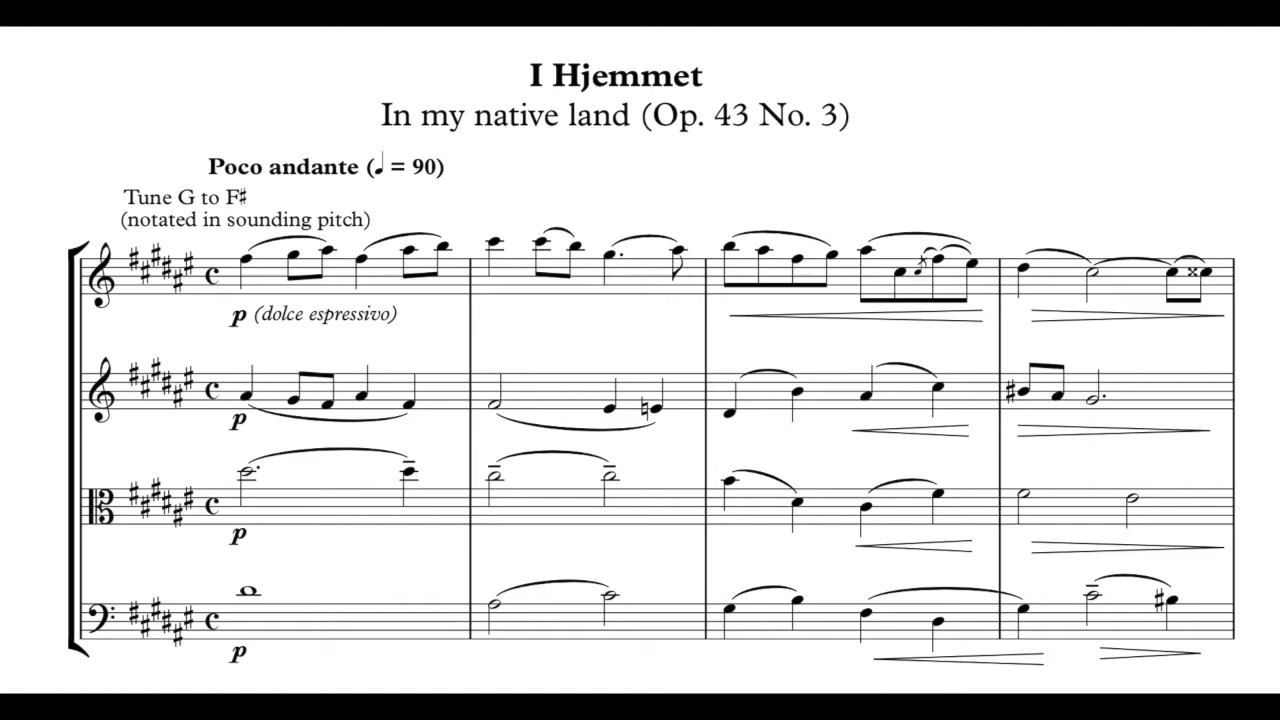 I Hjemmet
In my native land (Op. 43 No. 3)
Poco andante (♩ = 90)
Tune G to F♯
(notated in sounding pitch)
p (dolce espressivo)
p
p
p